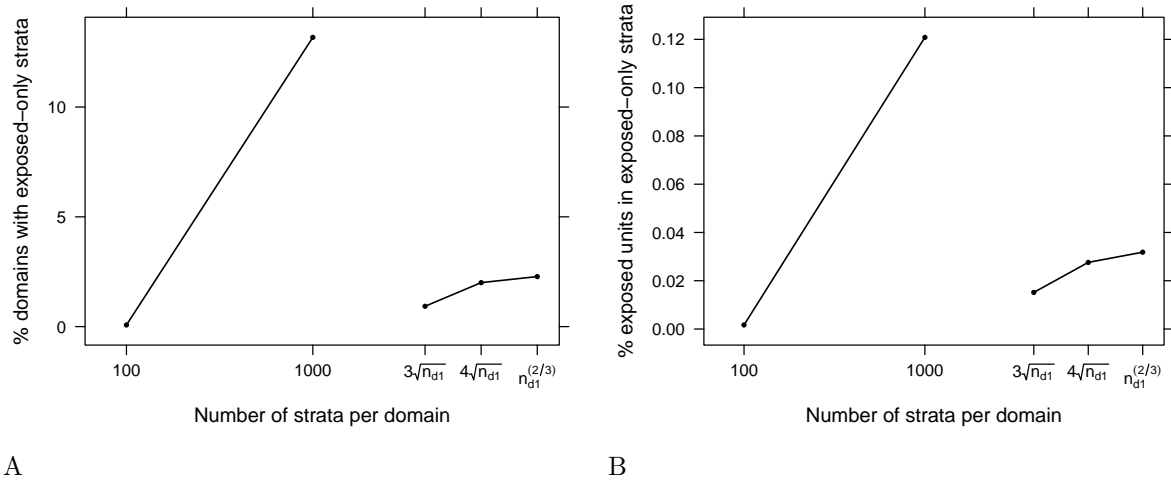 % domains with exposed−only strata
10
5
0
100 1000 3√n_d1 4√n_d1 n_d1^(2/3)
Number of strata per domain
A
% exposed units in exposed−only strata
0.12
0.10
0.08
0.06
0.04
0.02
0.00
100 1000 3√n_d1 4√n_d1 n_d1^(2/3)
Number of strata per domain
B